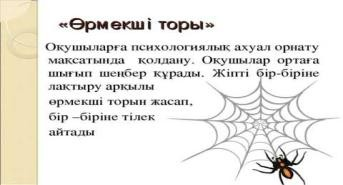 «Өрмекші торы»
Оқушыларға психологиялық ахуал орнату
мақсатында қолдану. Оқушылар ортаға
шығып шеңбер құрады. Жіпті бір-біріне
лақтыру арқылы
өрмекші торын жасап,
бір –біріне тілек
айтады